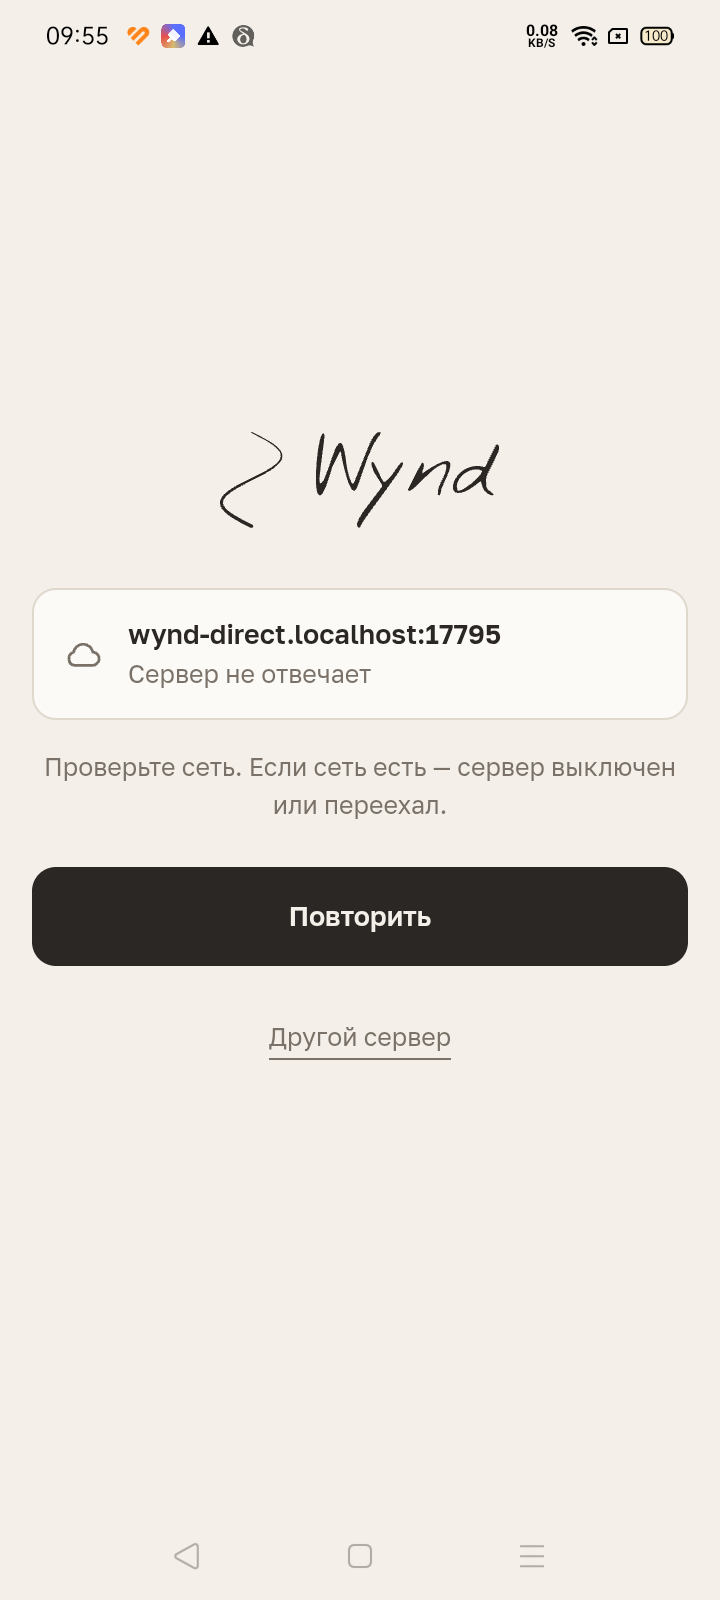 09:55
0.08
KB/S
100
Wynd
wynd-direct.localhost:17795
Сервер не отвечает
Проверьте сеть. Если сеть есть — сервер выключен
или переехал.
Повторить
Другой сервер